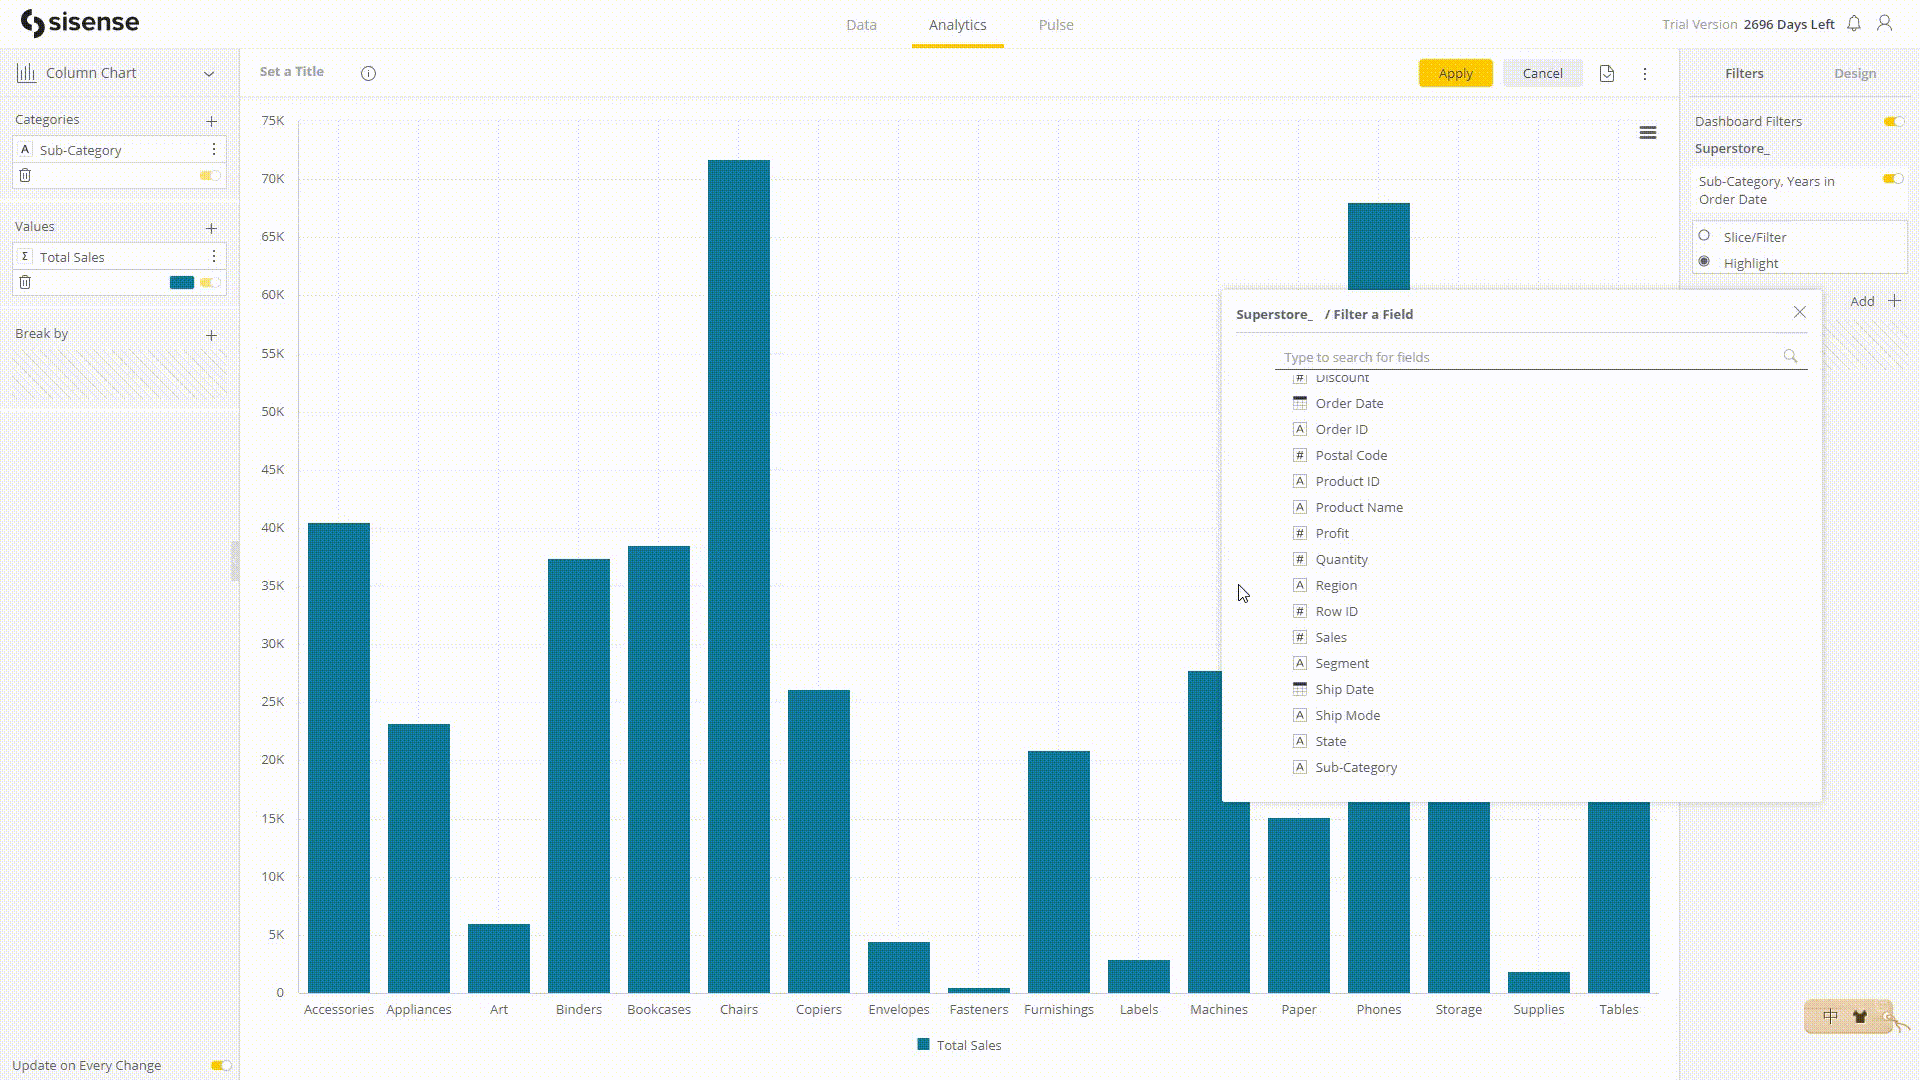 sisense
Data
Analytics
Pulse
Trial Version 2696 Days Left
Column Chart
Set a Title
Apply
Cancel
Filters
Design
Categories
A Sub-Category
Values
Σ Total Sales
Break by
Update on Every Change
75K
70K
65K
60K
55K
50K
45K
40K
35K
30K
25K
20K
15K
10K
5K
0
Accessories
Appliances
Art
Binders
Bookcases
Chairs
Copiers
Envelopes
Fasteners
Furnishings
Labels
Machines
Paper
Phones
Storage
Supplies
Tables
Total Sales
Dashboard Filters
Superstore_
Sub-Category, Years in
Order Date
Slice/Filter
Highlight
Add
Superstore_ / Filter a Field
Type to search for fields
# Discount
Order Date
A Order ID
# Postal Code
A Product ID
A Product Name
# Profit
# Quantity
A Region
# Row ID
# Sales
A Segment
Ship Date
A Ship Mode
A State
A Sub-Category
中